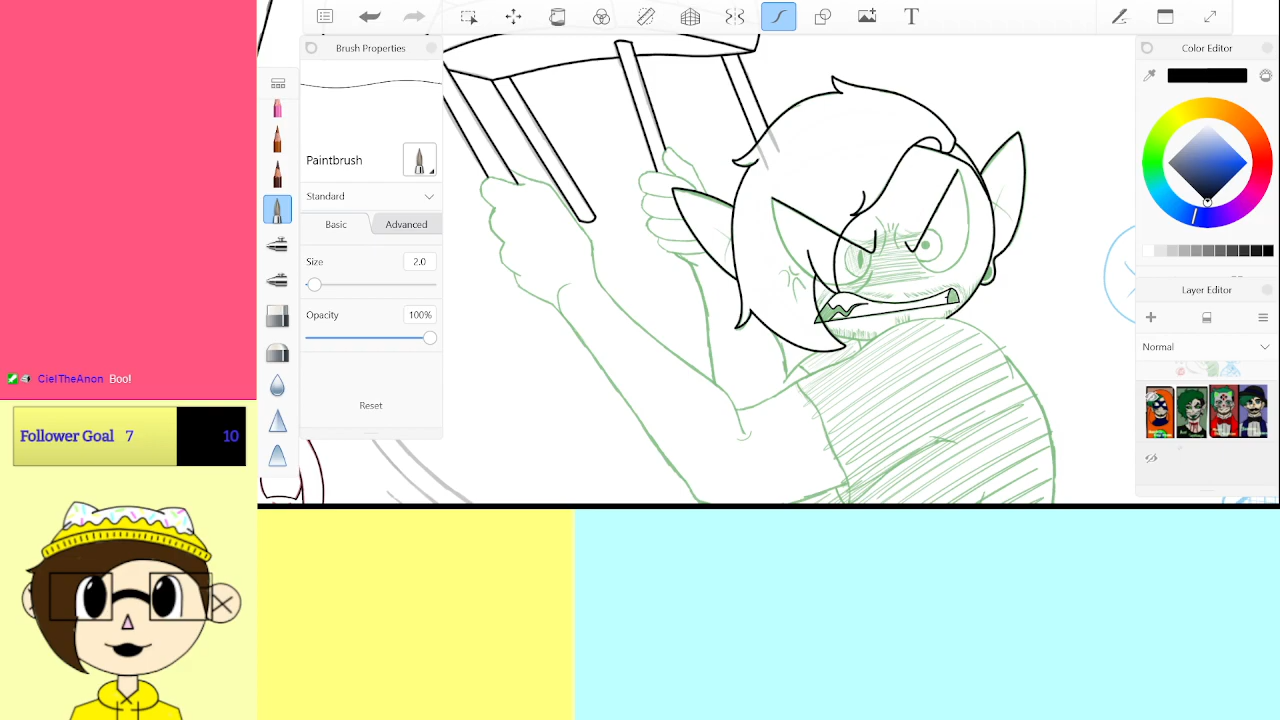 T
Brush Properties
Color Editor
Paintbrush
Standard
Basic
Advanced
Size
2.0
Opacity
100%
Reset
Layer Editor
Normal
CielTheAnon: Boo!
Follower Goal 7
10